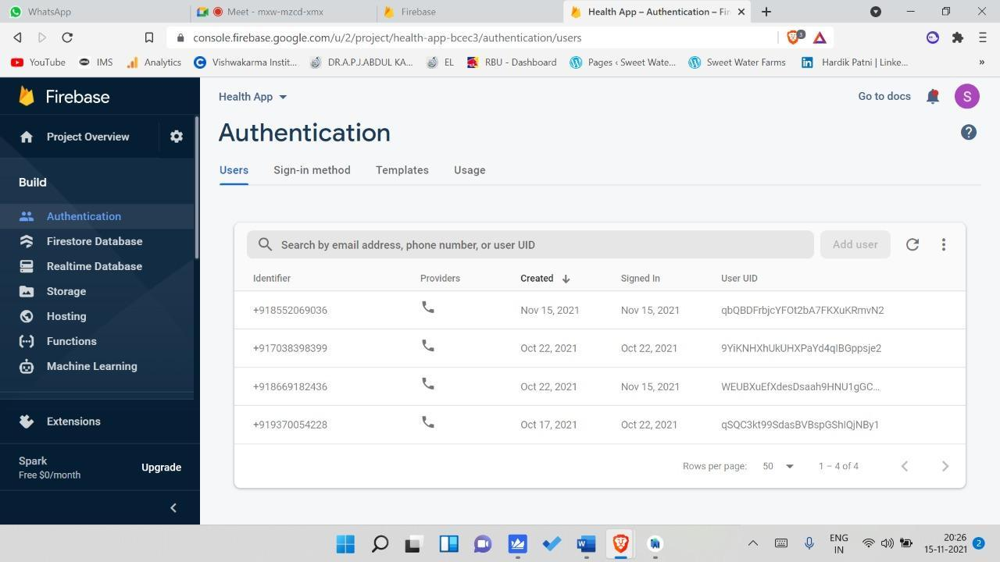 WhatsApp
Meet - mxw-mzcd-xmx
Firebase
Health App – Authentication – Fir
console.firebase.google.com/u/2/project/health-app-bcec3/authentication/users
3
YouTube
IMS
Analytics
Vishwakarma Instit...
DR.A.P.J.ABDUL KA...
EL
RBU - Dashboard
Pages ‹ Sweet Wate...
Sweet Water Farms
Hardik Patni | Linke...
»
Firebase
Health App
Go to docs
S
Project Overview
Authentication
?
Users
Sign-in method
Templates
Usage
Build
Authentication
Firestore Database
Realtime Database
Storage
Hosting
Functions
Machine Learning
Extensions
Spark
Free $0/month
Upgrade
Search by email address, phone number, or user UID
Add user
Identifier Providers Created Signed In User UID
+918552069036 Nov 15, 2021 Nov 15, 2021 qbQBDFrbjcYFOt2bA7FKXuKRmvN2
+917038398399 Oct 22, 2021 Oct 22, 2021 9YiKNHXhUkUHXPaYd4qIBGppsje2
+918669182436 Oct 22, 2021 Nov 15, 2021 WEUBXuEfXdesDsaah9HNU1gGC...
+919370054228 Oct 17, 2021 Oct 22, 2021 qSQC3kt99SdasBVBspGShIQjNBy1
Rows per page: 50 1 – 4 of 4
ENG
IN
20:26
15-11-2021
2